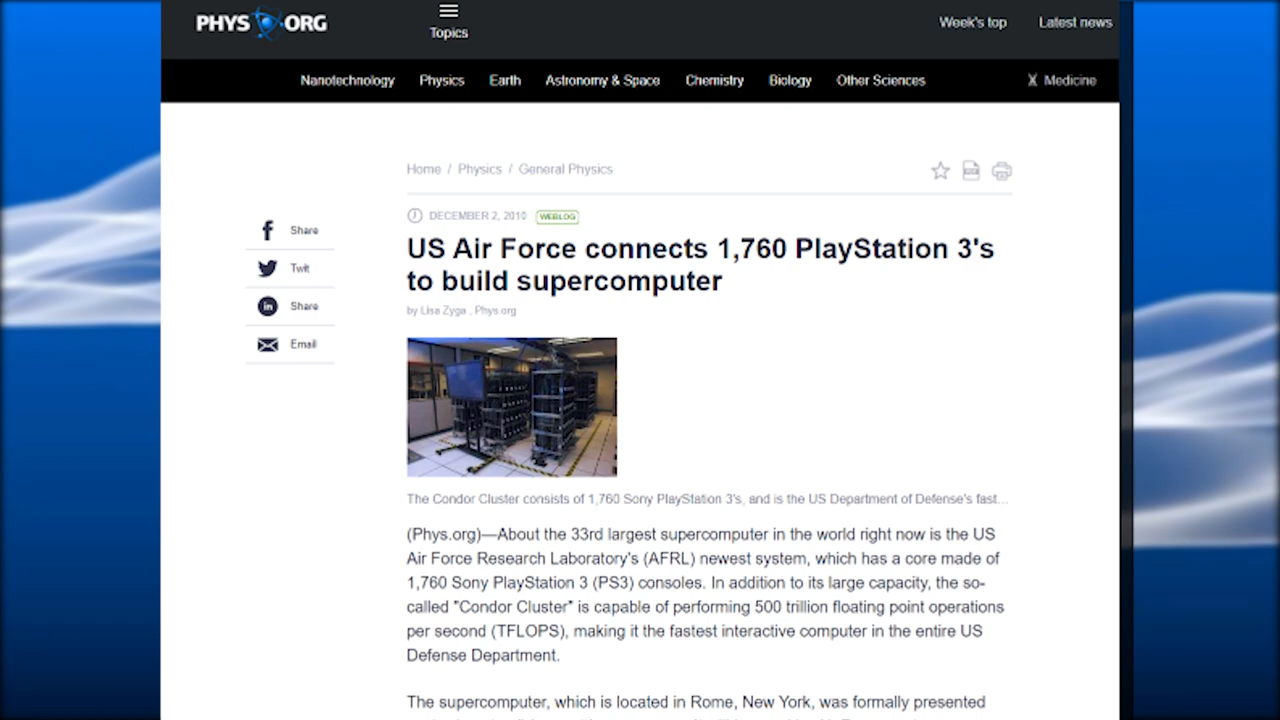 PHYS ORG
Topics
Week's top
Latest news
Nanotechnology
Physics
Earth
Astronomy & Space
Chemistry
Biology
Other Sciences
Medicine
Home / Physics / General Physics
DECEMBER 2, 2010 WEBLOG
US Air Force connects 1,760 PlayStation 3's
to build supercomputer
by Lisa Zyga , Phys.org
Share
Twit
Share
Email
The Condor Cluster consists of 1,760 Sony PlayStation 3's, and is the US Department of Defense's fast...
(Phys.org)—About the 33rd largest supercomputer in the world right now is the US
Air Force Research Laboratory's (AFRL) newest system, which has a core made of
1,760 Sony PlayStation 3 (PS3) consoles. In addition to its large capacity, the so-
called "Condor Cluster" is capable of performing 500 trillion floating point operations
per second (TFLOPS), making it the fastest interactive computer in the entire US
Defense Department.
The supercomputer, which is located in Rome, New York, was formally presented